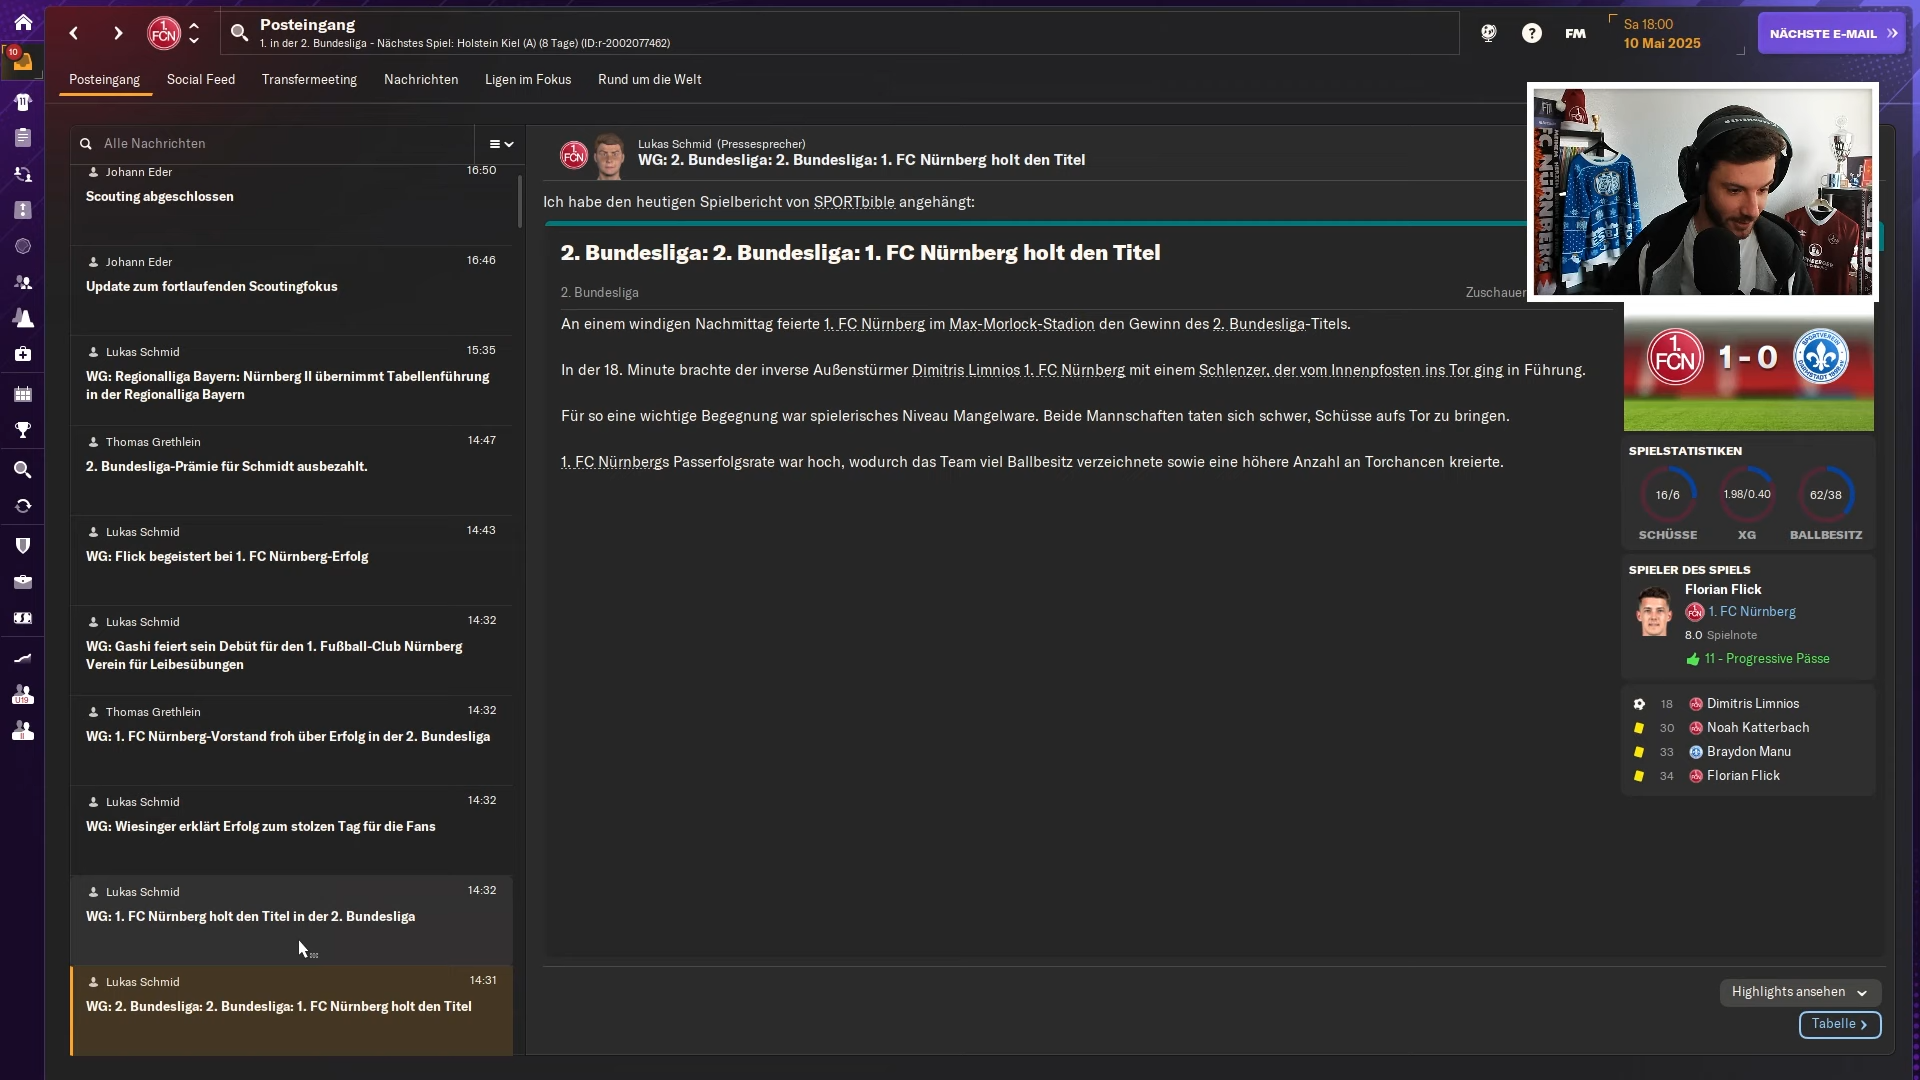 Posteingang
1. in der 2. Bundesliga - Nächstes Spiel: Holstein Kiel (A) (8 Tage) (ID:r-2002077462)
FM
Sa 18:00
10 Mai 2025
NÄCHSTE E-MAIL
10
Posteingang
Social Feed
Transfermeeting
Nachrichten
Ligen im Fokus
Rund um die Welt
Alle Nachrichten
Johann Eder
16:50
Scouting abgeschlossen
Johann Eder
16:46
Update zum fortlaufenden Scoutingfokus
Lukas Schmid
15:35
WG: Regionalliga Bayern: Nürnberg II übernimmt Tabellenführung
in der Regionalliga Bayern
Thomas Grethlein
14:47
2. Bundesliga-Prämie für Schmidt ausbezahlt.
Lukas Schmid
14:43
WG: Flick begeistert bei 1. FC Nürnberg-Erfolg
Lukas Schmid
14:32
WG: Gashi feiert sein Debüt für den 1. Fußball-Club Nürnberg
Verein für Leibesübungen
Thomas Grethlein
14:32
WG: 1. FC Nürnberg-Vorstand froh über Erfolg in der 2. Bundesliga
Lukas Schmid
14:32
WG: Wiesinger erklärt Erfolg zum stolzen Tag für die Fans
Lukas Schmid
14:32
WG: 1. FC Nürnberg holt den Titel in der 2. Bundesliga
Lukas Schmid
14:31
WG: 2. Bundesliga: 2. Bundesliga: 1. FC Nürnberg holt den Titel
Lukas Schmid (Pressesprecher)
WG: 2. Bundesliga: 2. Bundesliga: 1. FC Nürnberg holt den Titel
Ich habe den heutigen Spielbericht von SPORTbible angehängt:
2. Bundesliga: 2. Bundesliga: 1. FC Nürnberg holt den Titel
2. Bundesliga
Zuschauer
An einem windigen Nachmittag feierte 1. FC Nürnberg im Max-Morlock-Stadion den Gewinn des 2. Bundesliga-Titels.
In der 18. Minute brachte der inverse Außenstürmer Dimitris Limnios 1. FC Nürnberg mit einem Schlenzer, der vom Innenpfosten ins Tor ging in Führung.
Für so eine wichtige Begegnung war spielerisches Niveau Mangelware. Beide Mannschaften taten sich schwer, Schüsse aufs Tor zu bringen.
1. FC Nürnbergs Passerfolgsrate war hoch, wodurch das Team viel Ballbesitz verzeichnete sowie eine höhere Anzahl an Torchancen kreierte.
1.
FCN
1 - 0
SPIELSTATISTIKEN
16/6
1.98/0.40
62/38
SCHÜSSE
XG
BALLBESITZ
SPIELER DES SPIELS
Florian Flick
1. FC Nürnberg
8.0 Spielnote
11 - Progressive Pässe
18 Dimitris Limnios
30 Noah Katterbach
33 Braydon Manu
34 Florian Flick
Highlights ansehen
Tabelle
U19
II
FC NÜRNBERG